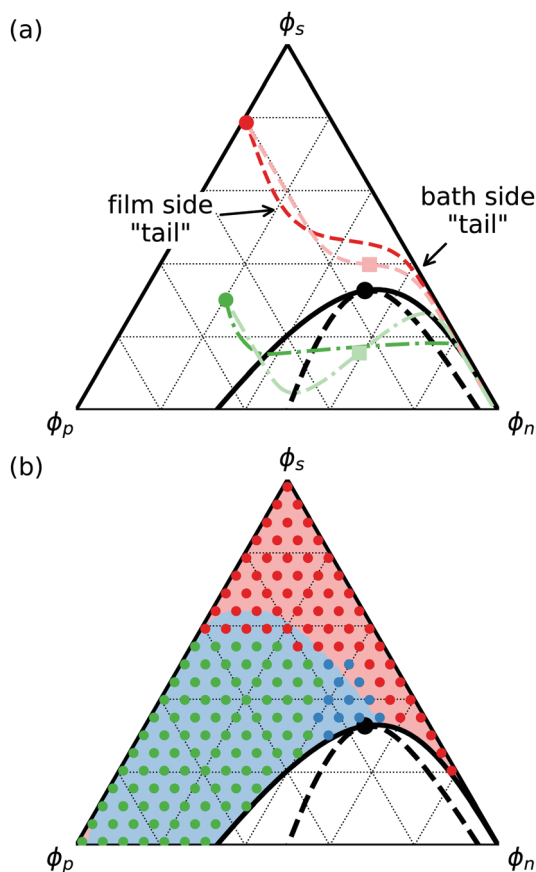 (a)
ϕs
film side
"tail"
bath side
"tail"
ϕp
ϕn
(b)
ϕs
ϕp
ϕn